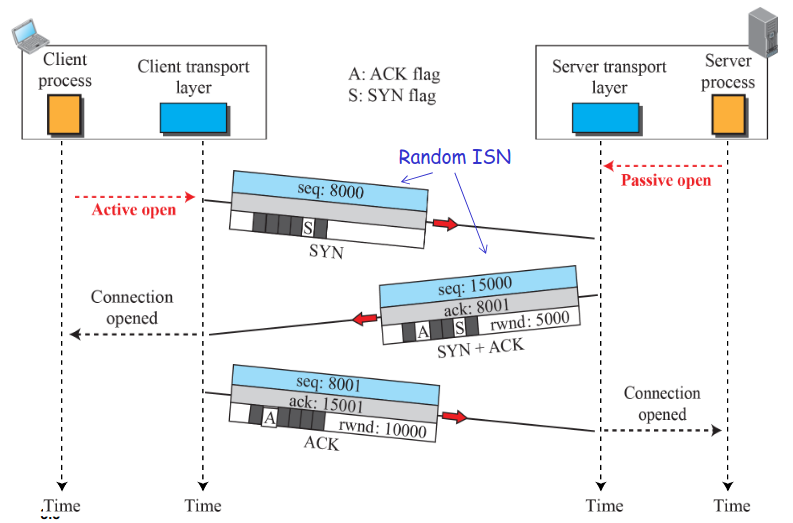 Client
process
Client transport
layer
A: ACK flag
S: SYN flag
Server transport
layer
Server
process
Random ISN
Active open
Passive open
seq: 8000
S
SYN
seq: 15000
ack: 8001
A S rwnd: 5000
SYN + ACK
Connection
opened
seq: 8001
ack: 15001
A rwnd: 10000
ACK
Connection
opened
Time
Time
Time
Time